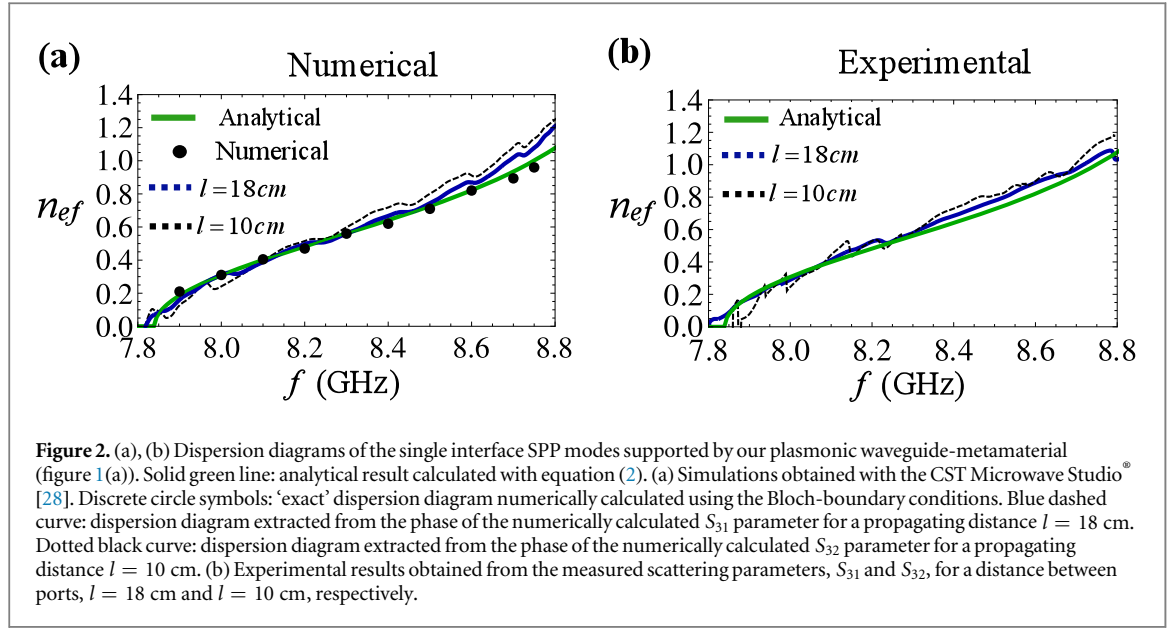 (a)
Numerical
1.4
1.2
1.0
0.8
0.6
0.4
0.2
0.0
n_ef
Analytical
Numerical
l=18cm
l=10cm
7.8 8.0 8.2 8.4 8.6 8.8
f (GHz)
(b)
Experimental
1.4
1.2
1.0
0.8
0.6
0.4
0.2
0.0
n_ef
Analytical
l=18cm
l=10cm
7.8 8.0 8.2 8.4 8.6 8.8
f (GHz)
Figure 2. (a), (b) Dispersion diagrams of the single interface SPP modes supported by our plasmonic waveguide-metamaterial
(figure 1(a)). Solid green line: analytical result calculated with equation (2). (a) Simulations obtained with the CST Microwave Studio®
[28]. Discrete circle symbols: ‘exact’ dispersion diagram numerically calculated using the Bloch-boundary conditions. Blue dashed
curve: dispersion diagram extracted from the phase of the numerically calculated S31 parameter for a propagating distance l = 18 cm.
Dotted black curve: dispersion diagram extracted from the phase of the numerically calculated S32 parameter for a propagating
distance l = 10 cm. (b) Experimental results obtained from the measured scattering parameters, S31 and S32, for a distance between
ports, l = 18 cm and l = 10 cm, respectively.